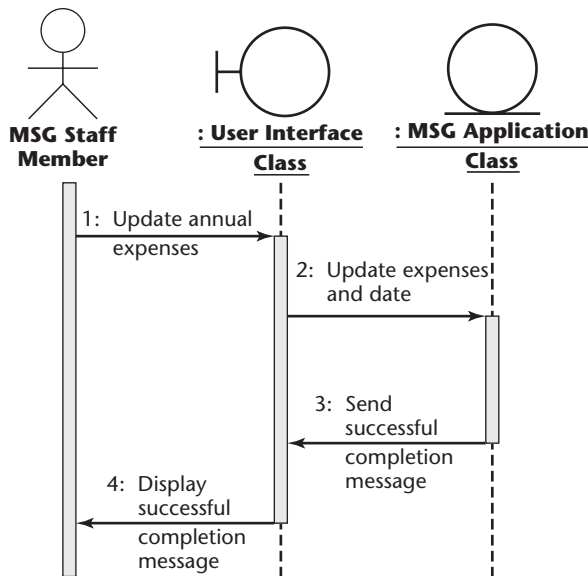 MSG Staff
Member
: User Interface
Class
: MSG Application
Class
1: Update annual
expenses
2: Update expenses
and date
3: Send
successful
completion
message
4: Display
successful
completion
message